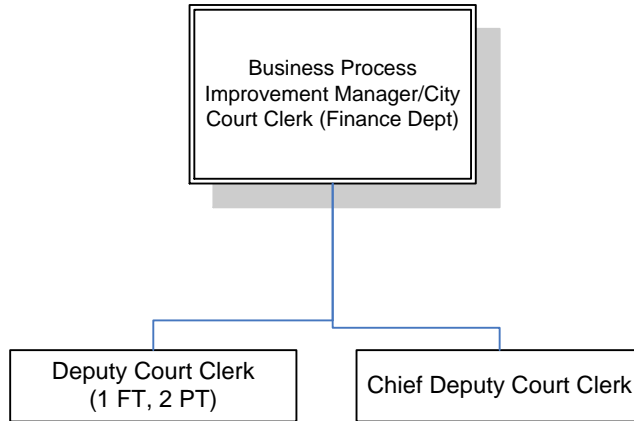 Business Process
Improvement Manager/City
Court Clerk (Finance Dept)
Deputy Court Clerk
(1 FT, 2 PT)
Chief Deputy Court Clerk